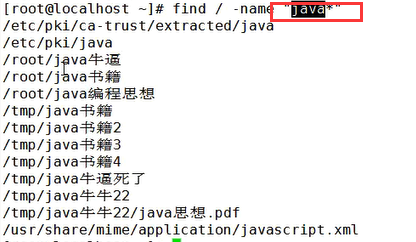 [root@localhost ~]# find / -name "java*"
/etc/pki/ca-trust/extracted/java
/etc/pki/java
/root/java牛逼
/root/java书籍
/root/java编程思想
/tmp/java书籍
/tmp/java书籍2
/tmp/java书籍3
/tmp/java书籍4
/tmp/java牛逼死了
/tmp/java牛牛22
/tmp/java牛牛22/java思想.pdf
/usr/share/mime/application/javascript.xml